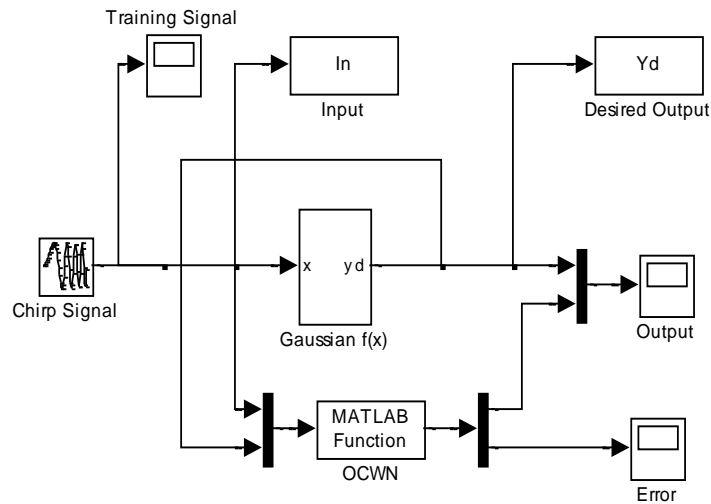 Training Signal
In
Input
Yd
Desired Output
Chirp Signal
x
yd
Gaussian f(x)
Output
MATLAB
Function
OCWN
Error